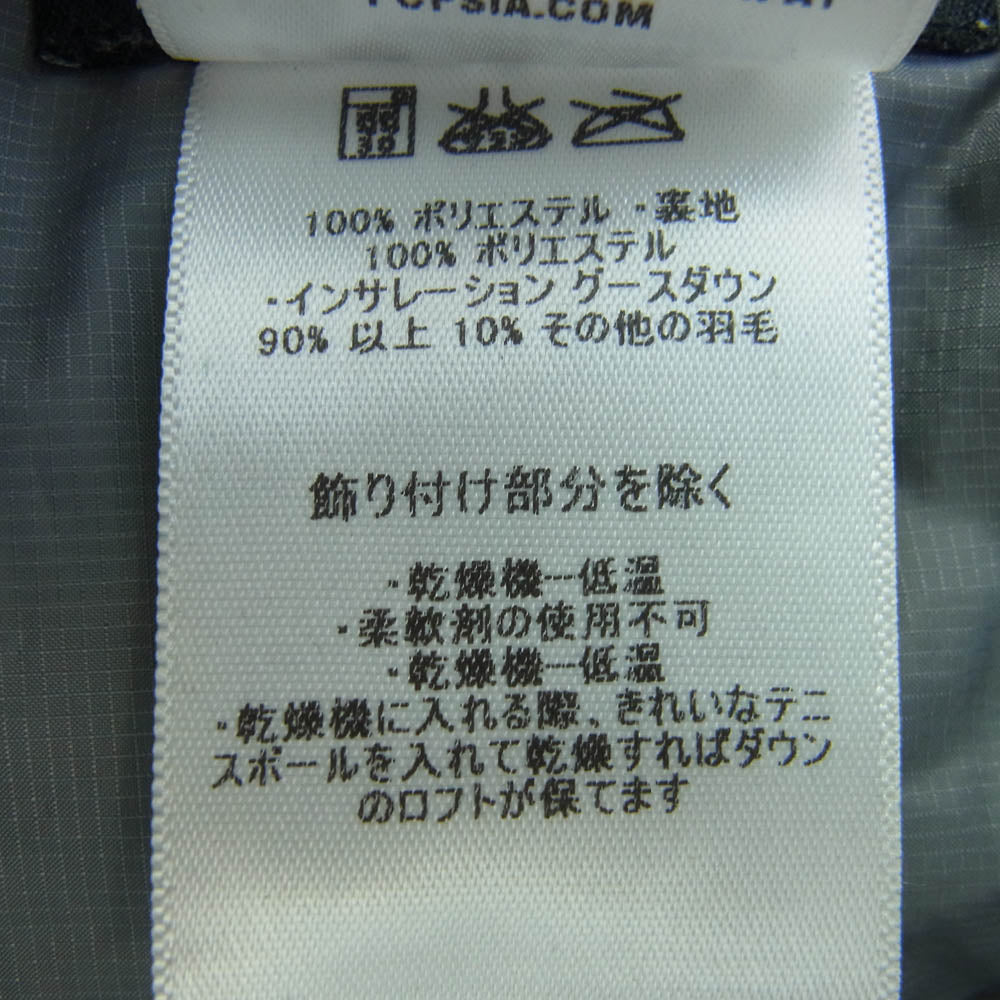 FCPSIA.COM
100% ポリエステル ・裏地
100% ポリエステル
・インサレーション グースダウン
90% 以上 10% その他の羽毛
飾り付け部分を除く
・乾燥機ー低温
・柔軟剤の使用不可
・乾燥機ー低温
・乾燥機に入れる際、きれいなテニ
スボールを入れて乾燥すればダウン
のロフトが保てます